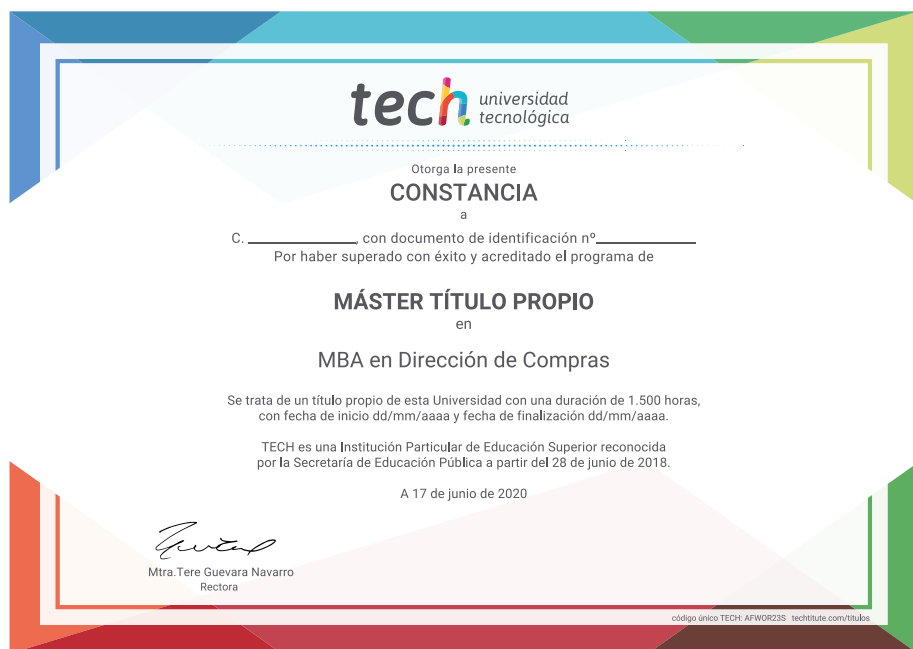 tech universidad
tecnológica
Otorga la presente
CONSTANCIA
a
C. ____________, con documento de identificación nº____________
Por haber superado con éxito y acreditado el programa de
MÁSTER TÍTULO PROPIO
en
MBA en Dirección de Compras
Se trata de un título propio de esta Universidad con una duración de 1.500 horas,
con fecha de inicio dd/mm/aaaa y fecha de finalización dd/mm/aaaa.
TECH es una Institución Particular de Educación Superior reconocida
por la Secretaría de Educación Pública a partir del 28 de junio de 2018.
A 17 de junio de 2020
Mtra.Tere Guevara Navarro
Rectora
código único TECH: AFWOR23S techtitute.com/titulos